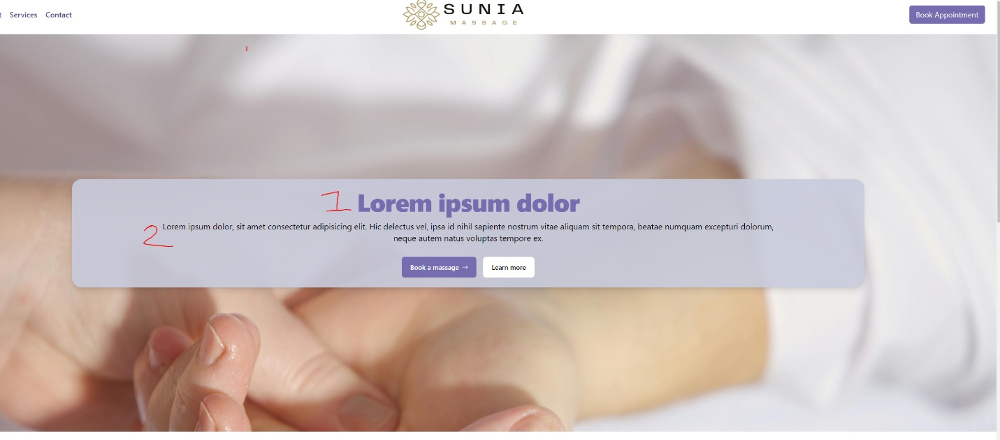 Services Contact
SUNIA
MASSAGE
Book Appointment
1 Lorem ipsum dolor
2 Lorem ipsum dolor, sit amet consectetur adipisicing elit. Hic delectus vel, ipsa id nihil sapiente nostrum vitae aliquam sit tempora, beatae numquam excepturi dolorum,
neque autem natus voluptas tempore ex.
Book a massage →
Learn more